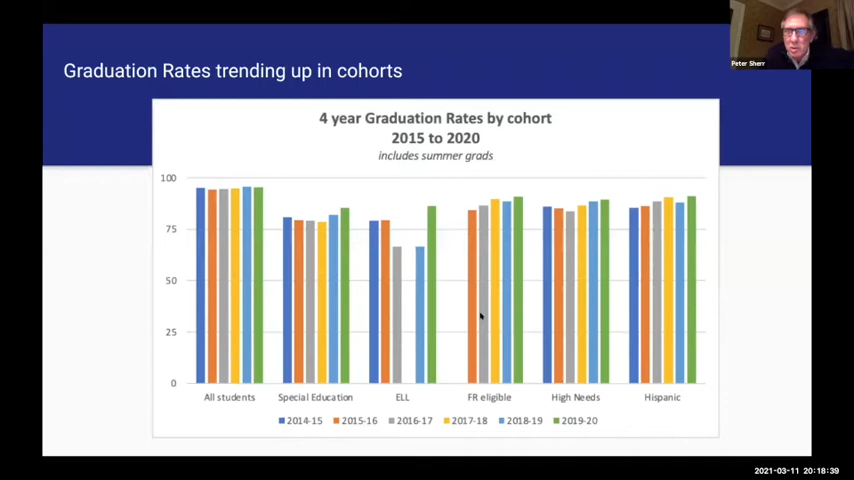 Peter Sherr
Graduation Rates trending up in cohorts
4 year Graduation Rates by cohort
2015 to 2020
includes summer grads
100
75
50
25
0
All students Special Education ELL FR eligible High Needs Hispanic
2014-15 2015-16 2016-17 2017-18 2018-19 2019-20
2021-03-11 20:18:39